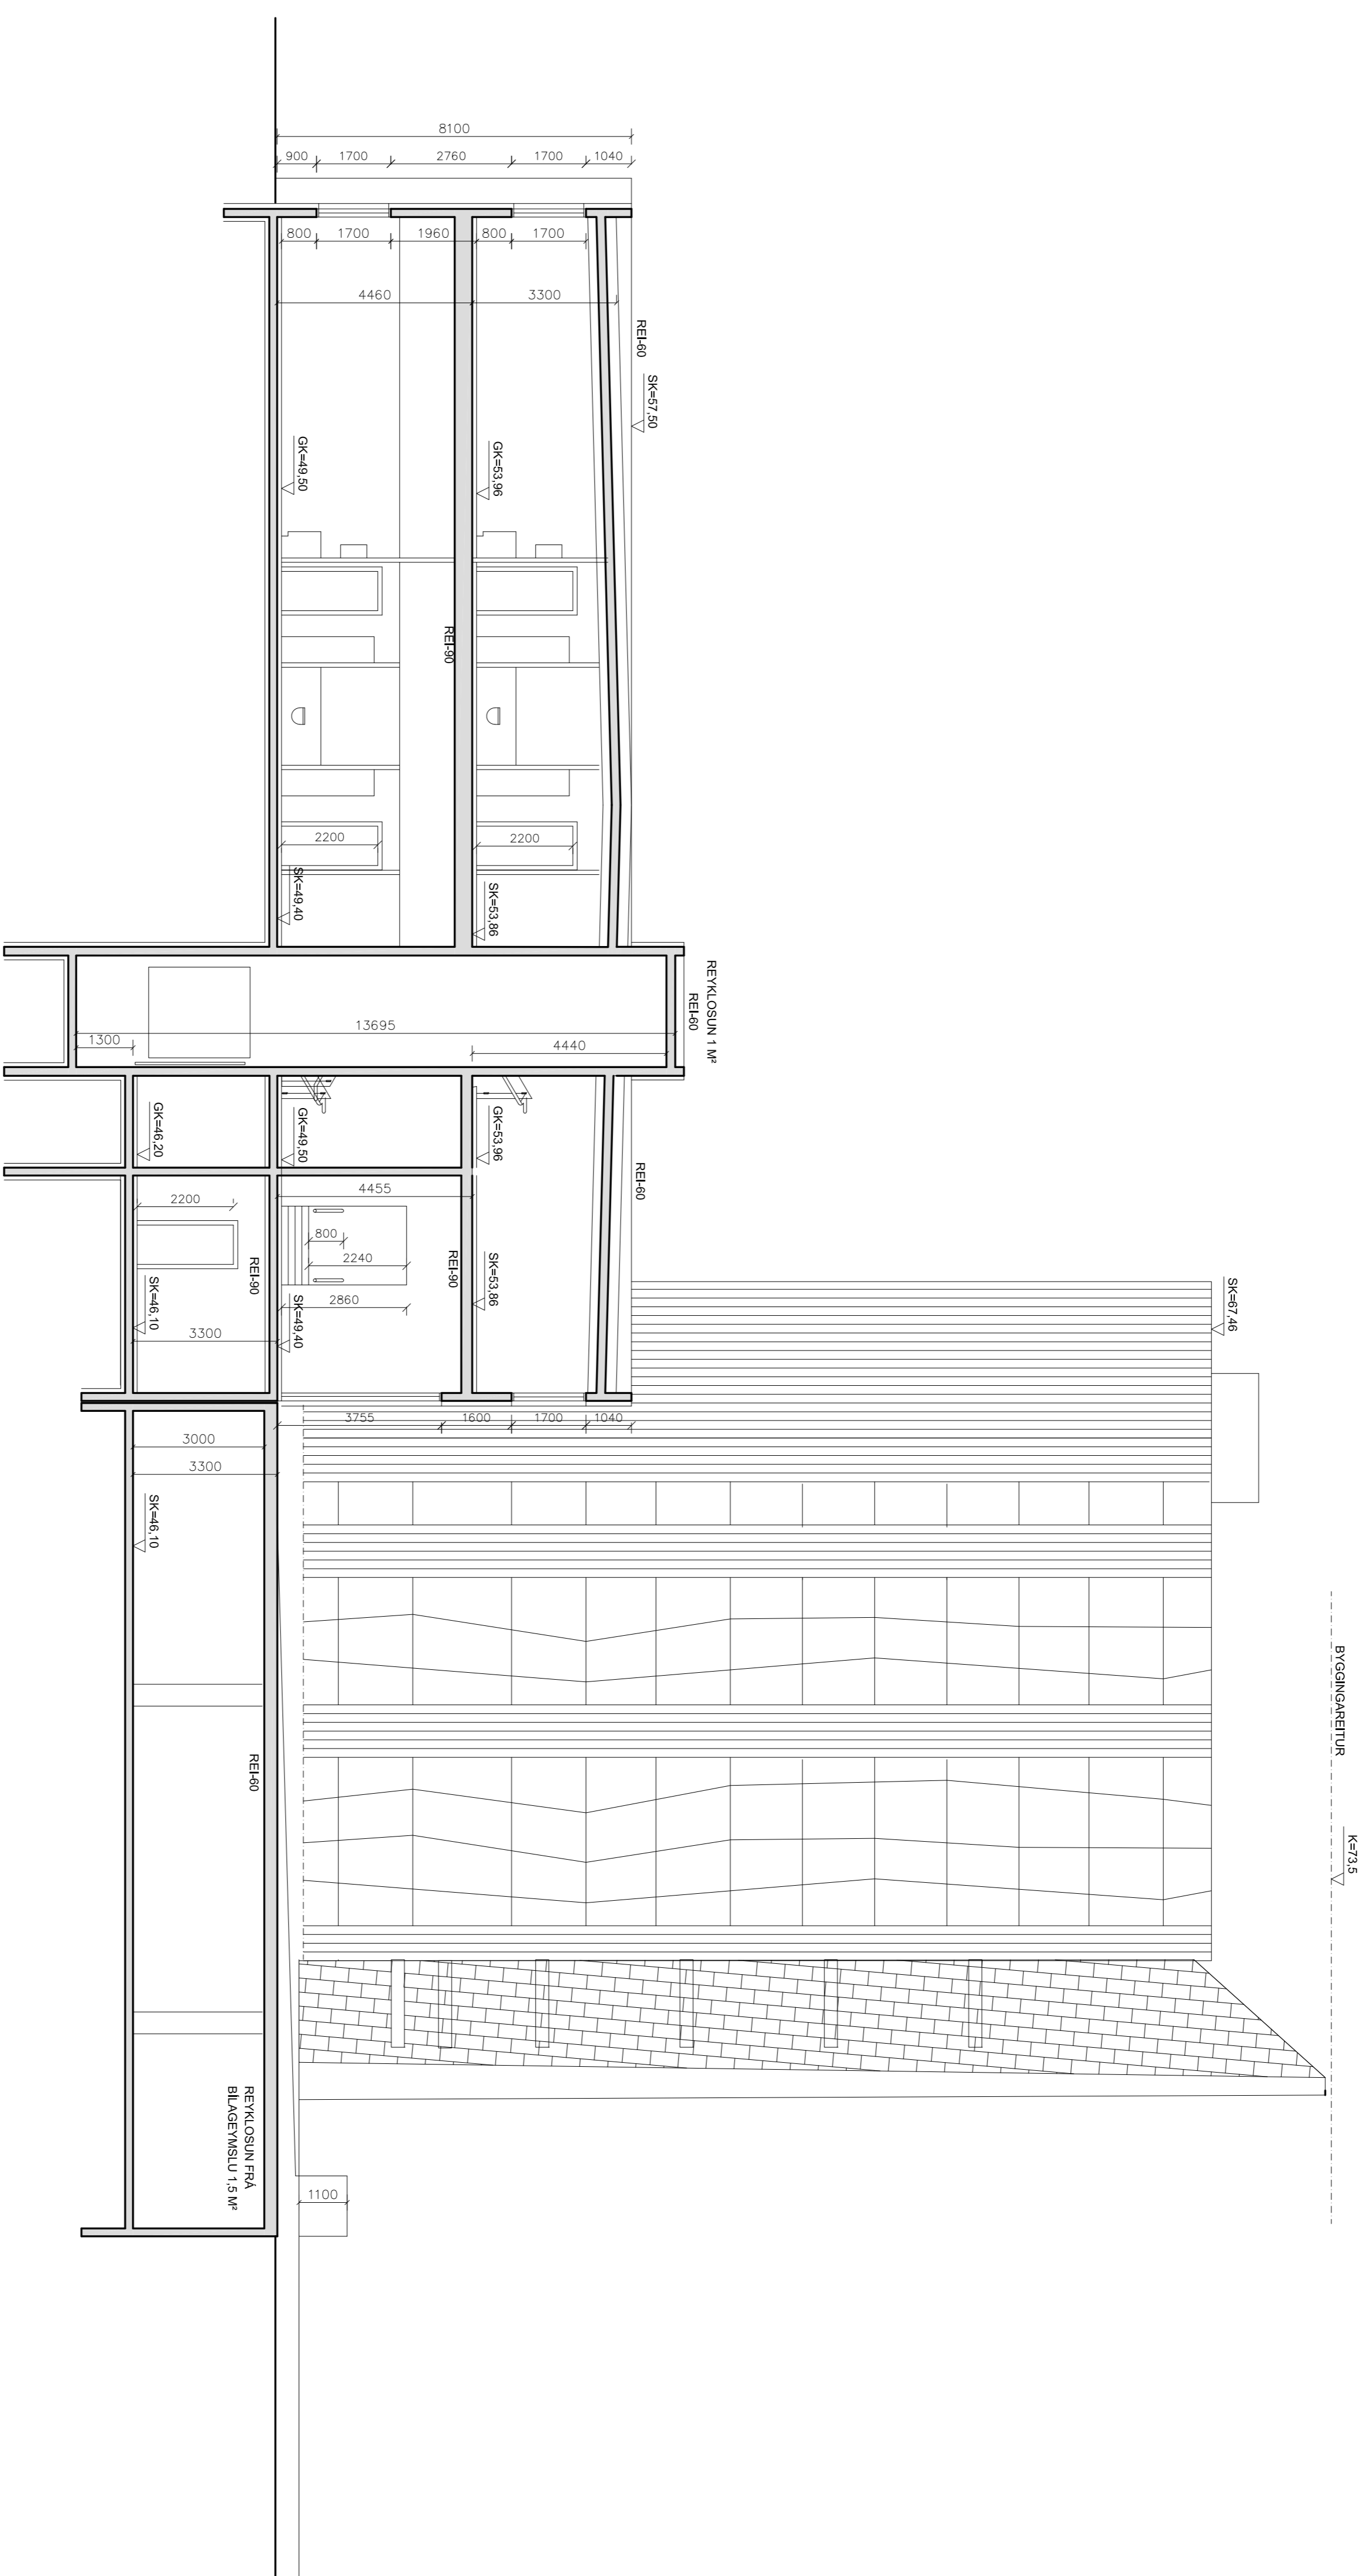 8100
900 1700 2760 1700 1040
800 1700 1960 800 1700
4460 3300
REI-60
SK=57,50
GK=49,50
GK=53,96
REI-90
2200
2200
SK=49,40
SK=53,86
REYKLOSUN 1 M²
REI-60
13695
1300
4440
GK=46,20
GK=49,50
GK=53,96
REI-60
4455
2200
800
2240
2860
REI-90
REI-90
SK=53,86
SK=46,10
SK=49,40
3300
SK=67,46
3755 1600 1700 1040
3000
3300
SK=46,10
BYGGINGAREITUR
K=73,5
REI-60
REYKLOSUN FRÁ
BÍLAGEYMSLU 1,5 M²
1100